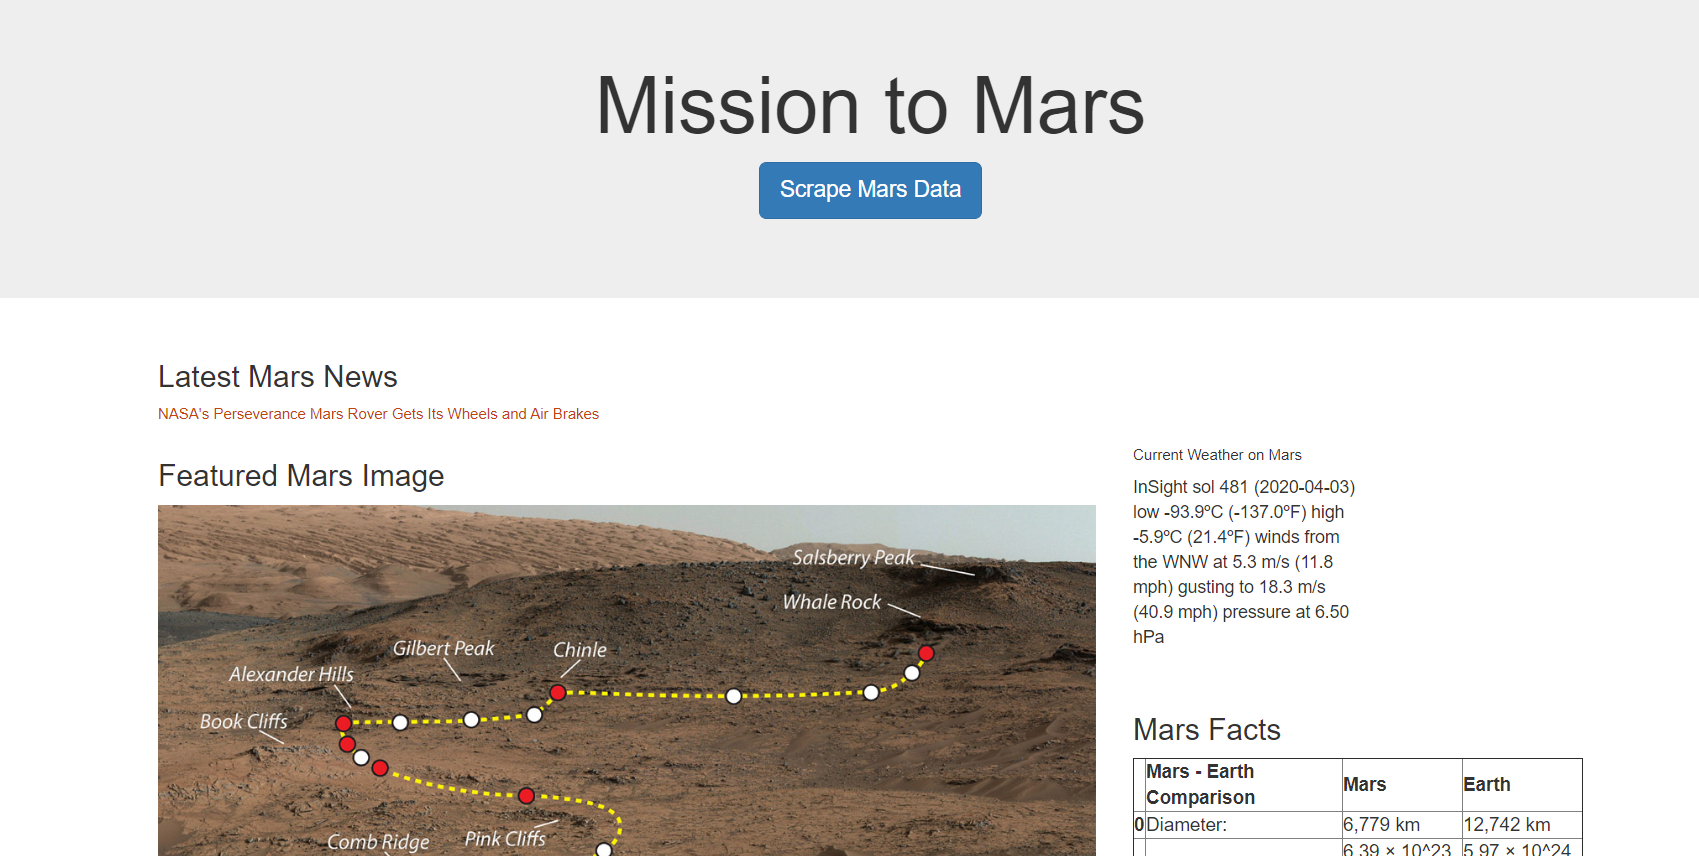 Mission to Mars
Scrape Mars Data
Latest Mars News
NASA's Perseverance Mars Rover Gets Its Wheels and Air Brakes
Featured Mars Image
Salsberry Peak
Whale Rock
Gilbert Peak
Chinle
Alexander Hills
Book Cliffs
Comb Ridge
Pink Cliffs
Current Weather on Mars
InSight sol 481 (2020-04-03)
low -93.9ºC (-137.0ºF) high
-5.9ºC (21.4ºF) winds from
the WNW at 5.3 m/s (11.8
mph) gusting to 18.3 m/s
(40.9 mph) pressure at 6.50
hPa
Mars Facts
Mars - Earth
Comparison
Mars
Earth
0 Diameter: 6,779 km 12,742 km
6.39 × 10^23 5.97 × 10^24